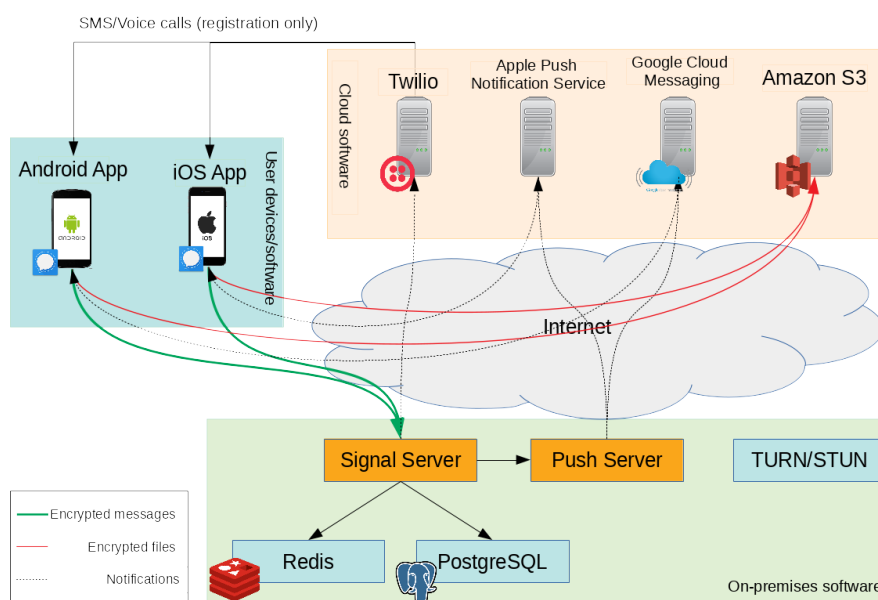 SMS/Voice calls (registration only)
Cloud software
Twilio
Apple Push
Notification Service
Google Cloud
Messaging
Amazon S3
Android App
iOS App
User devices/software
ANDROID
iOS
Internet
Signal Server
Push Server
TURN/STUN
Redis
PostgreSQL
Encrypted messages
Encrypted files
Notifications
On-premises software